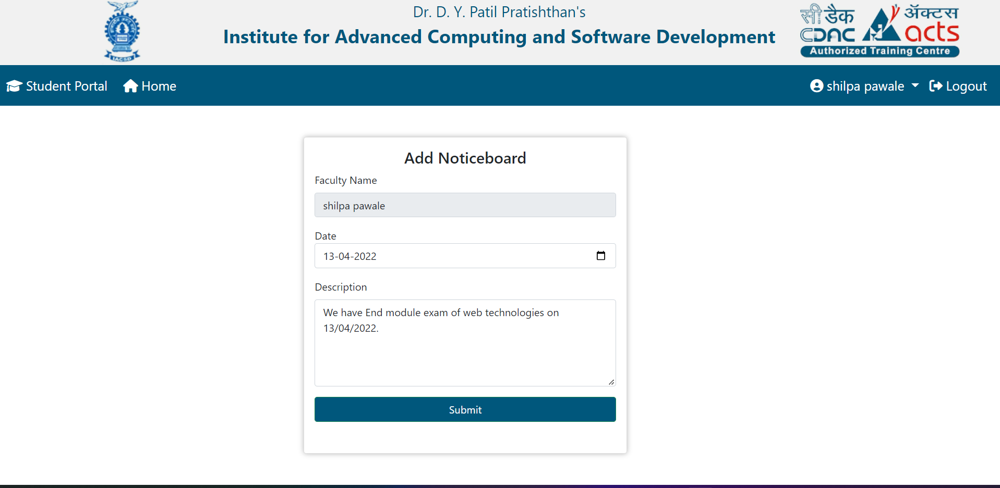 Dr. D. Y. Patil Pratishthan's
Institute for Advanced Computing and Software Development
IACSD
सी डैक
CDAC
ॲक्टस
acts
Authorized Training Centre
Student Portal
Home
shilpa pawale
Logout
Add Noticeboard
Faculty Name
shilpa pawale
Date
13-04-2022
Description
We have End module exam of web technologies on
13/04/2022.
Submit